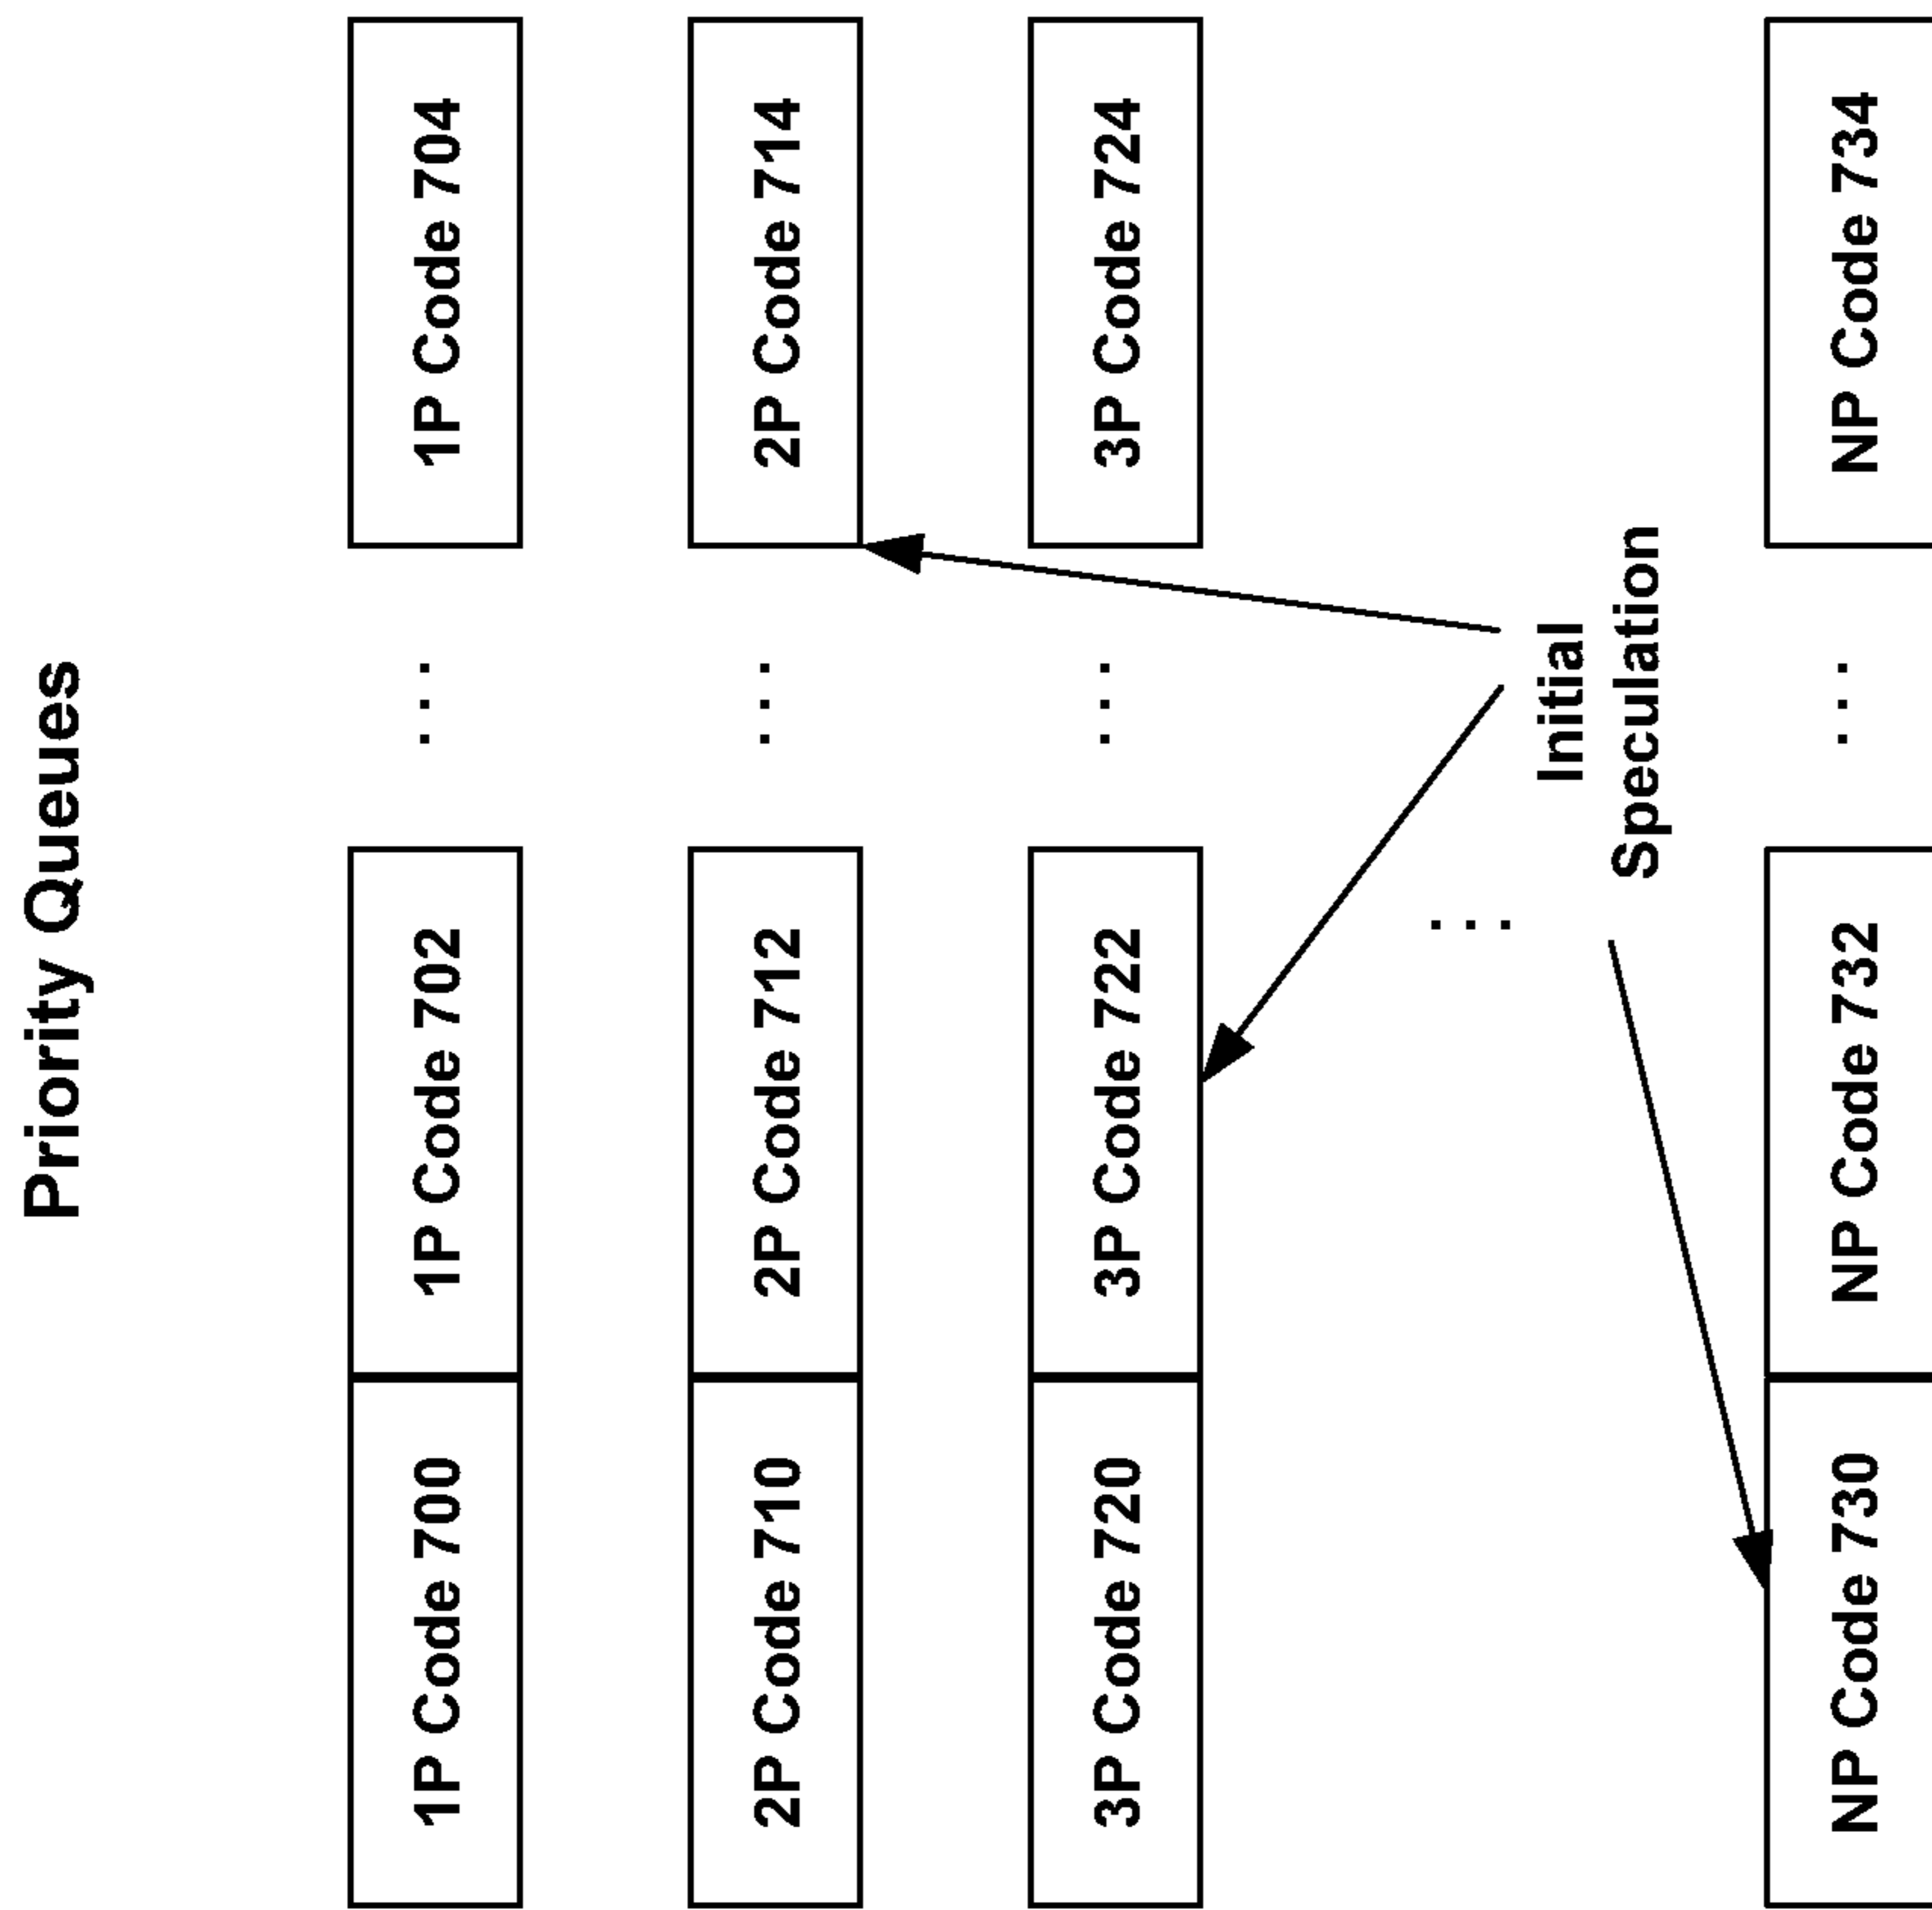 Priority Queues
1P Code 700
1P Code 702
. . .
1P Code 704
2P Code 710
2P Code 712
. . .
2P Code 714
3P Code 720
3P Code 722
. . .
3P Code 724
. . .
Initial
Speculation
NP Code 730
NP Code 732
. . .
NP Code 734